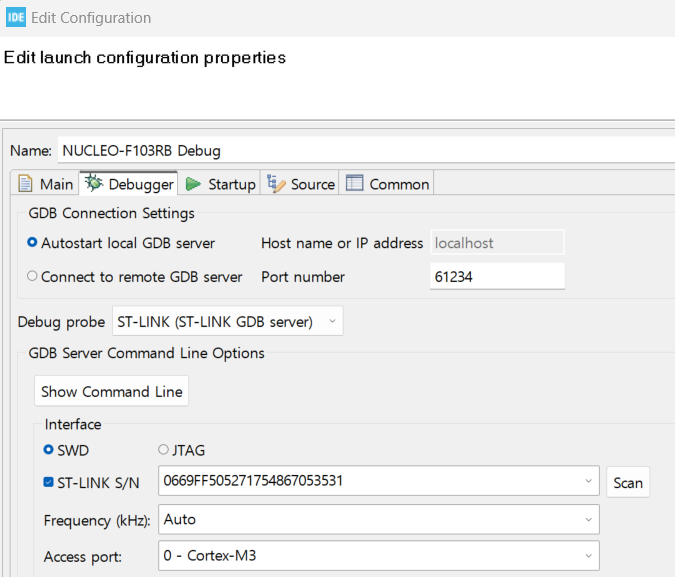 IDE Edit Configuration
Edit launch configuration properties
Name: NUCLEO-F103RB Debug
Main Debugger Startup Source Common
GDB Connection Settings
Autostart local GDB server Host name or IP address localhost
Connect to remote GDB server Port number 61234
Debug probe ST-LINK (ST-LINK GDB server)
GDB Server Command Line Options
Show Command Line
Interface
SWD JTAG
ST-LINK S/N 0669FF505271754867053531 Scan
Frequency (kHz): Auto
Access port: 0 - Cortex-M3